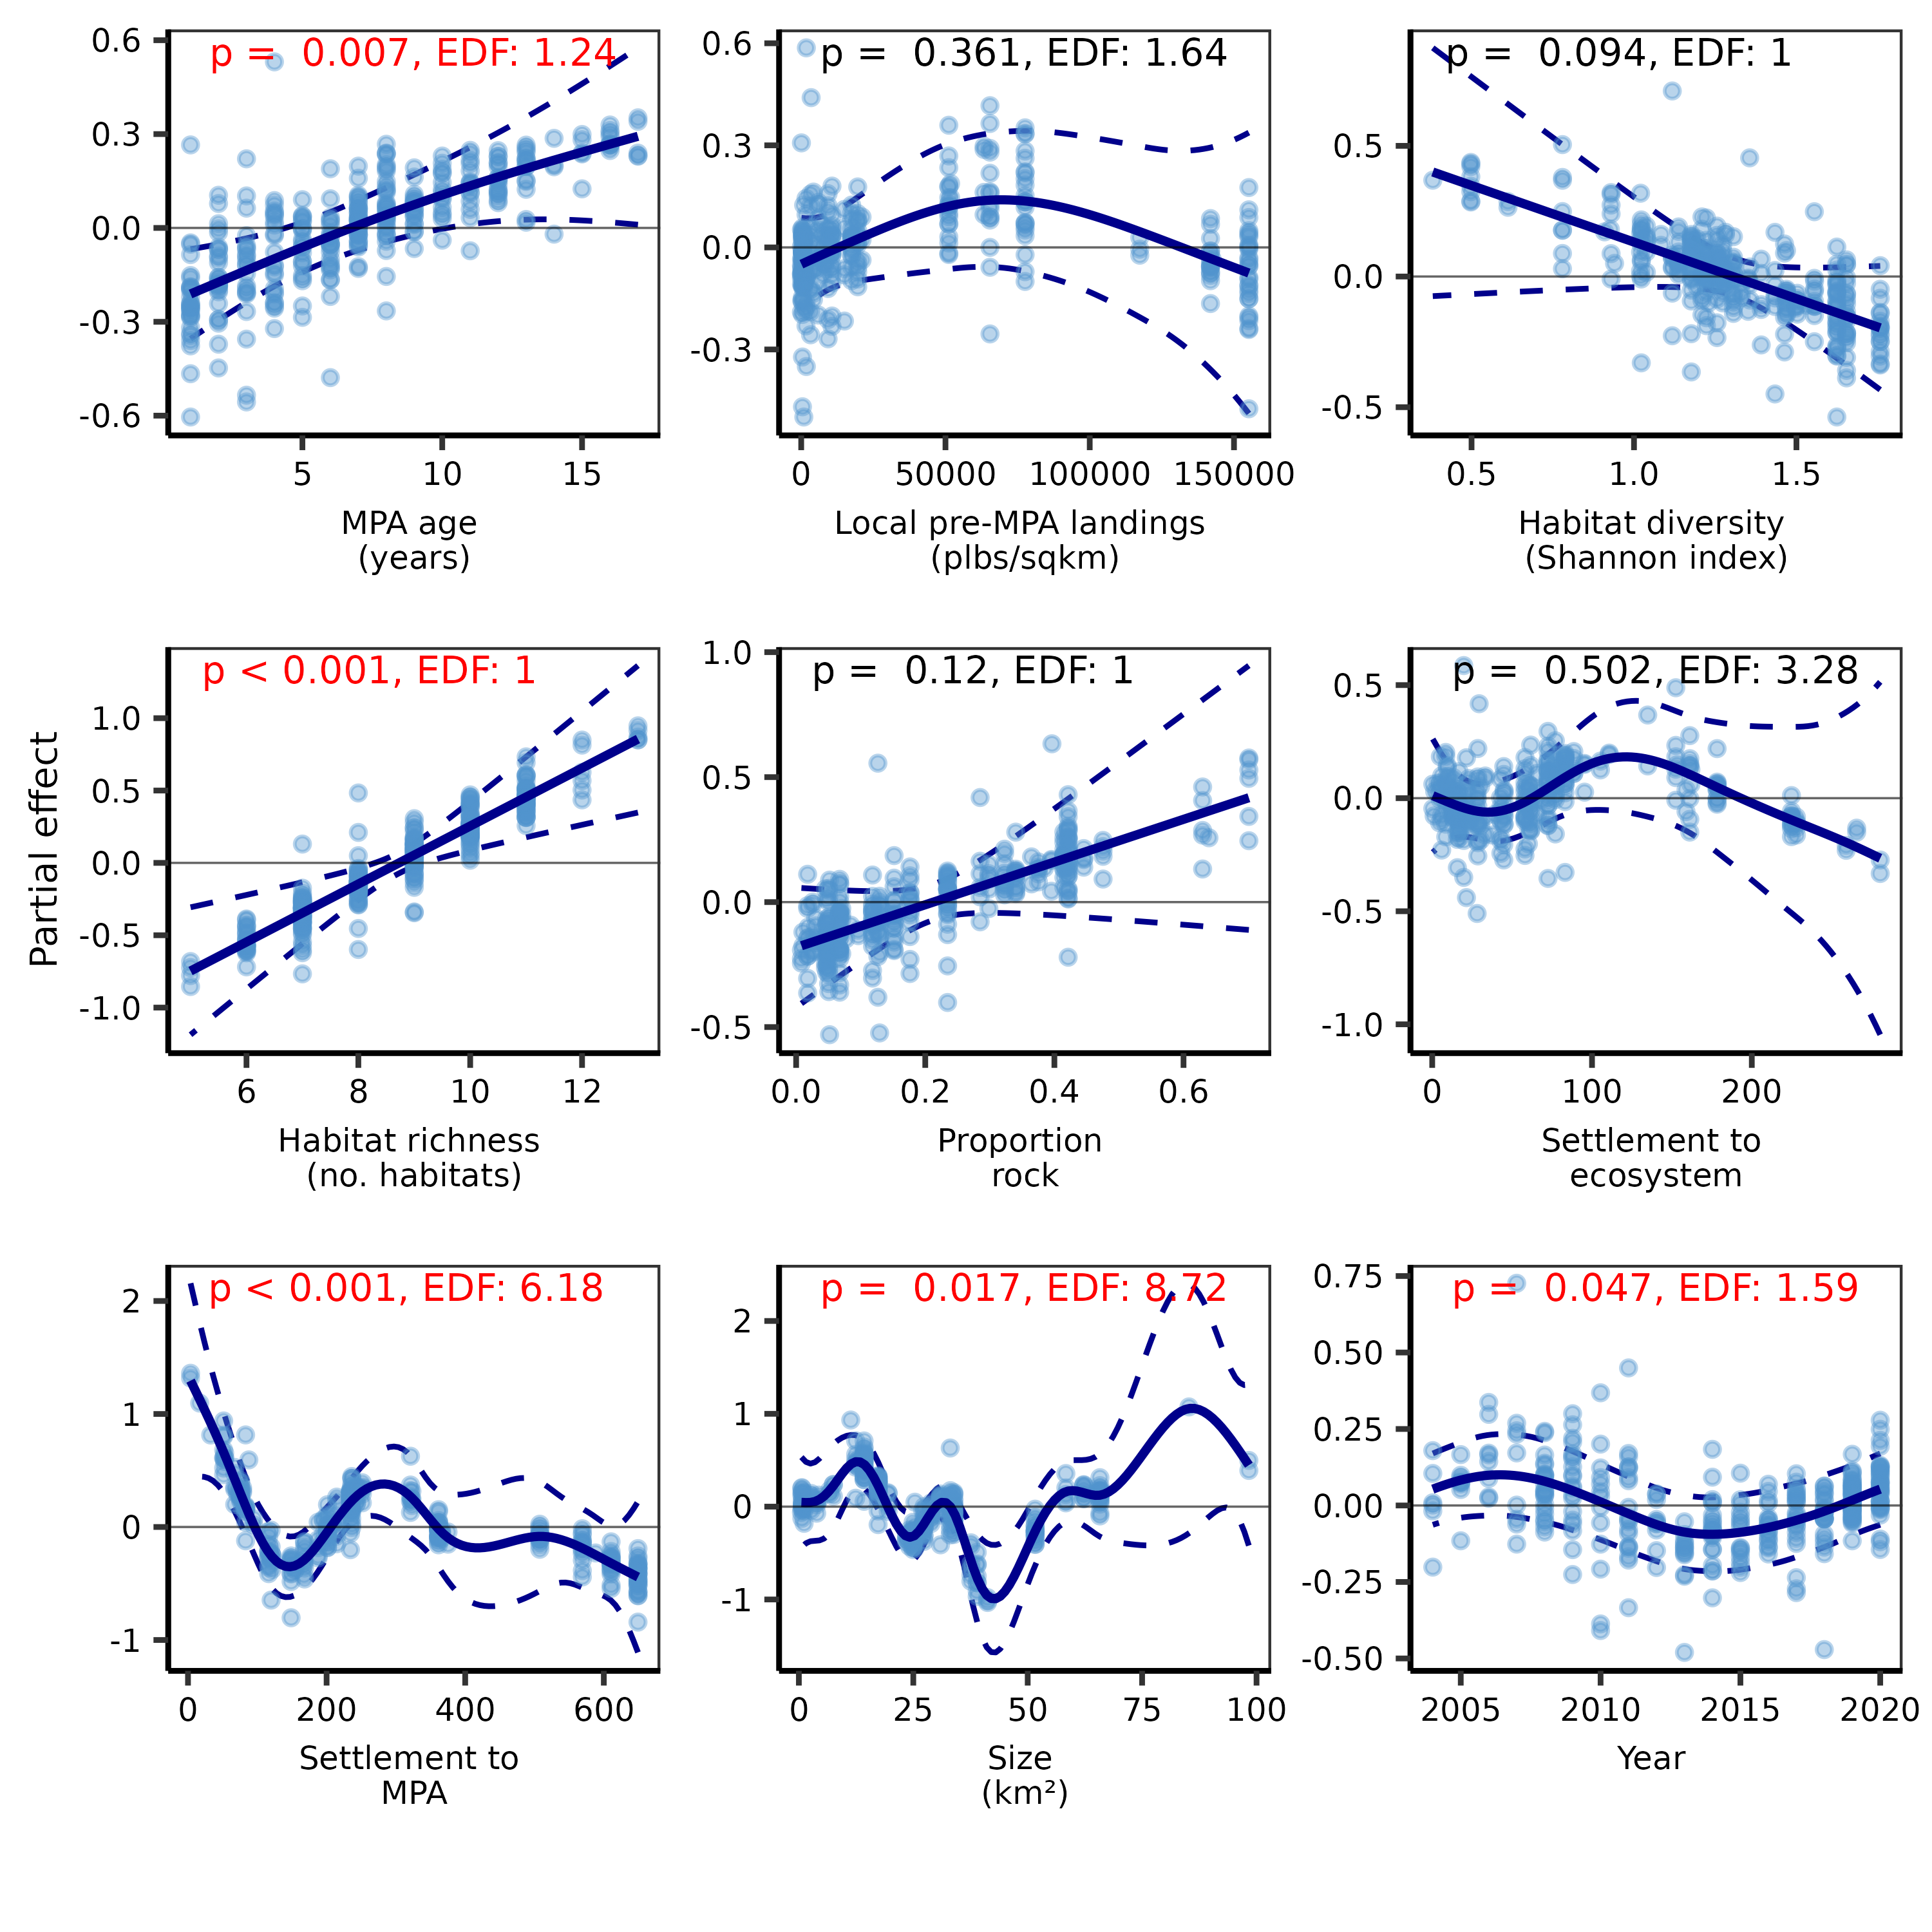 p =  0.007, EDF: 1.24
0.6
0.3
0.0
-0.3
-0.6
5 10 15
MPA age
(years)
p =  0.361, EDF: 1.64
0.6
0.3
0.0
-0.3
0 50000 100000 150000
Local pre-MPA landings
(plbs/sqkm)
p =  0.094, EDF: 1
0.5
0.0
-0.5
0.5 1.0 1.5
Habitat diversity
(Shannon index)
Partial effect
p < 0.001, EDF: 1
1.0
0.5
0.0
-0.5
-1.0
6 8 10 12
Habitat richness
(no. habitats)
p =  0.12, EDF: 1
1.0
0.5
0.0
-0.5
0.0 0.2 0.4 0.6
Proportion
rock
p =  0.502, EDF: 3.28
0.5
0.0
-0.5
-1.0
0 100 200
Settlement to
ecosystem
p < 0.001, EDF: 6.18
2
1
0
-1
0 200 400 600
Settlement to
MPA
p =  0.017, EDF: 8.72
2
1
0
-1
0 25 50 75 100
Size
(km²)
p =  0.047, EDF: 1.59
0.75
0.50
0.25
0.00
-0.25
-0.50
2005 2010 2015 2020
Year